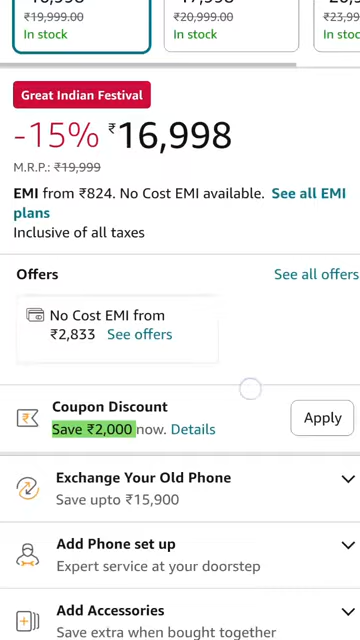 ₹19,999.00
In stock
₹20,999.00
In stock
In stoc
Great Indian Festival
-15% ₹16,998
M.R.P.: ₹19,999
EMI from ₹824. No Cost EMI available. See all EMI
plans
Inclusive of all taxes
Offers
See all offers
No Cost EMI from
₹2,833 See offers
Coupon Discount
Save ₹2,000 now. Details
Apply
Exchange Your Old Phone
Save upto ₹15,900
Add Phone set up
Expert service at your doorstep
Add Accessories
Save extra when bought together